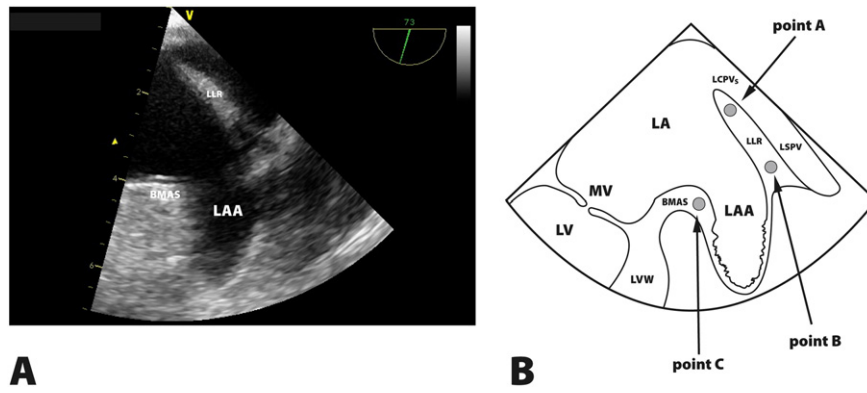 V
73
2
LLR
4
BMAS
LAA
6
A
point A
LCPVs
LA
LLR
LSPV
MV
BMAS
LAA
LV
LVW
point B
point C
B